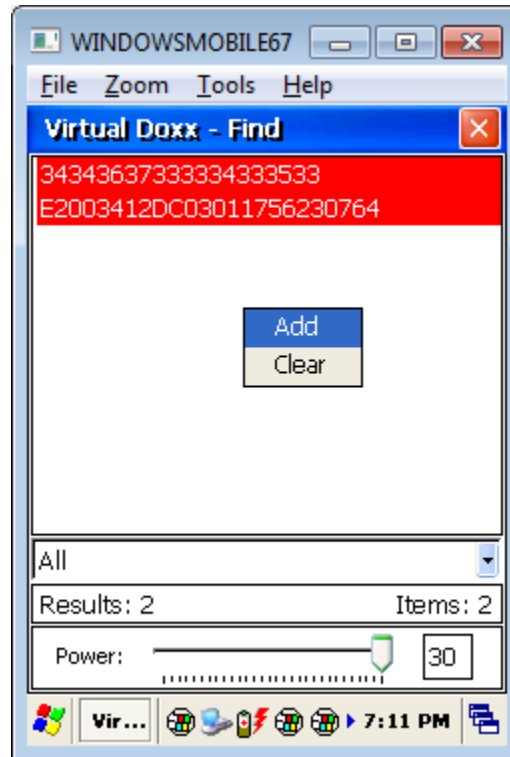 WINDOWSMOBILE67
File Zoom Tools Help
Virtual Doxx - Find
34343637333334333533
E2003412DC03011756230764
Add
Clear
All
Results: 2 Items: 2
Power: 30
Vir... 7:11 PM